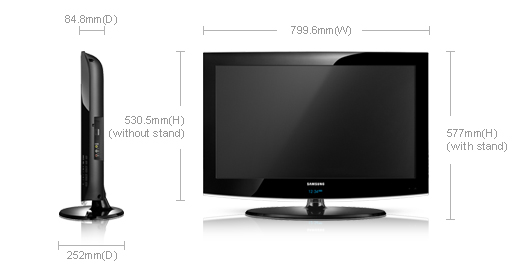 84.8mm(D)
799.6mm(W)
530.5mm(H)
(without stand)
577mm(H)
(with stand)
SAMSUNG
252mm(D)